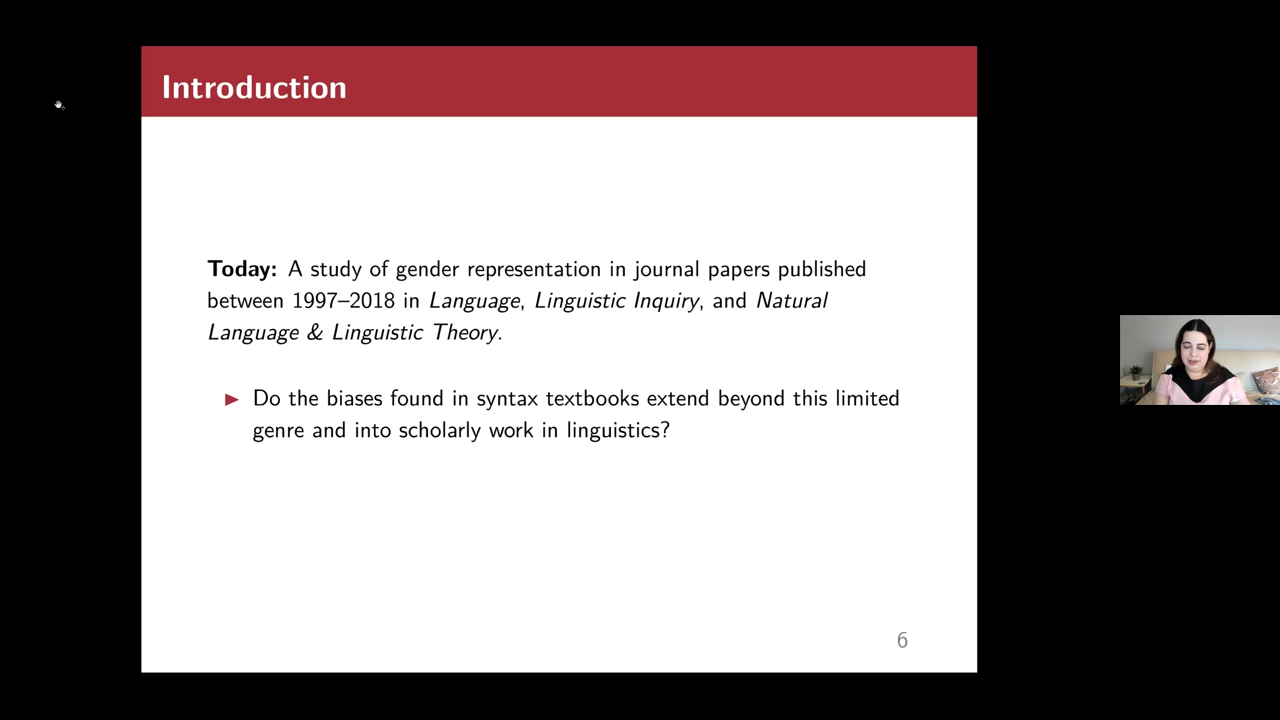 Introduction
Today: A study of gender representation in journal papers published
between 1997–2018 in Language, Linguistic Inquiry, and Natural
Language & Linguistic Theory.
► Do the biases found in syntax textbooks extend beyond this limited
genre and into scholarly work in linguistics?
6